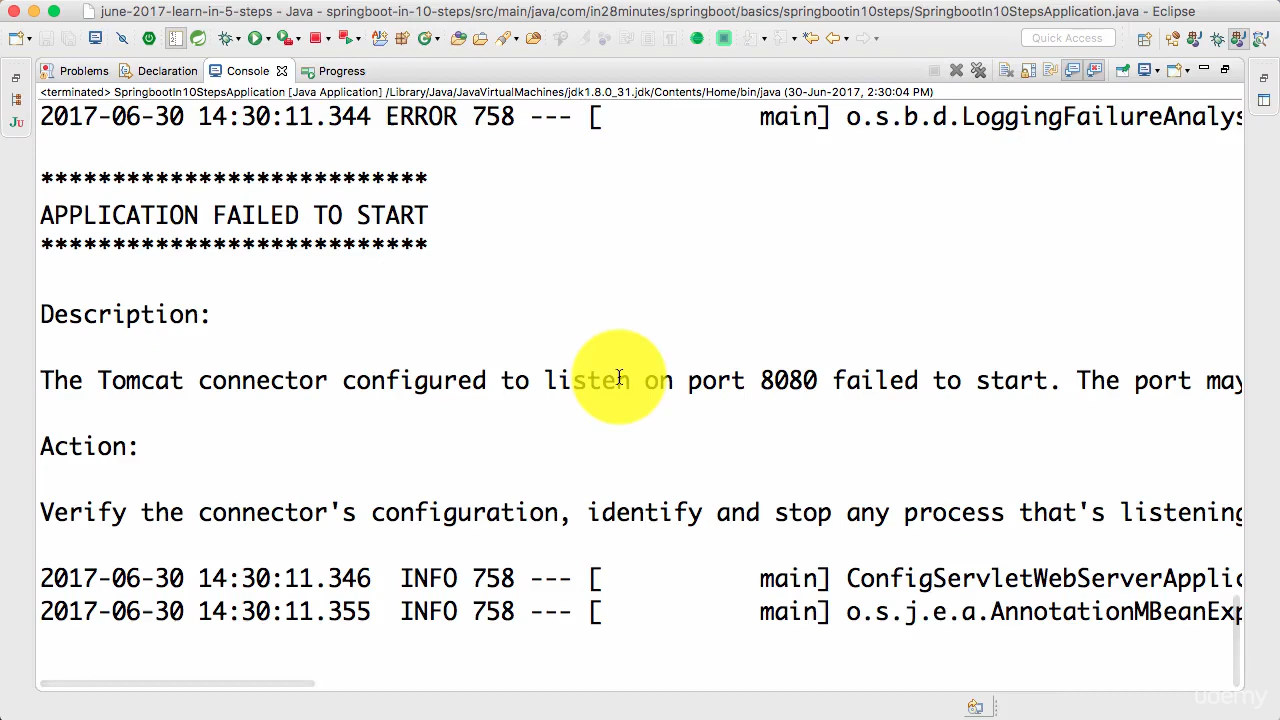 june-2017-learn-in-5-steps - Java - springboot-in-10-steps/src/main/java/com/in28minutes/springboot/basics/springbootin10steps/SpringbootIn10StepsApplication.java - Eclipse
Quick Access
Problems Declaration Console Progress
<terminated> SpringbootIn10StepsApplication [Java Application] /Library/Java/JavaVirtualMachines/jdk1.8.0_31.jdk/Contents/Home/bin/java (30-Jun-2017, 2:30:04 PM)
2017-06-30 14:30:11.344 ERROR 758 --- [           main] o.s.b.d.LoggingFailureAnalys
***************************
APPLICATION FAILED TO START
***************************
Description:
The Tomcat connector configured to listen on port 8080 failed to start. The port may
Action:
Verify the connector's configuration, identify and stop any process that's listening
2017-06-30 14:30:11.346  INFO 758 --- [           main] ConfigServletWebServerApplic
2017-06-30 14:30:11.355  INFO 758 --- [           main] o.s.j.e.a.AnnotationMBeanExp
JU
udemy